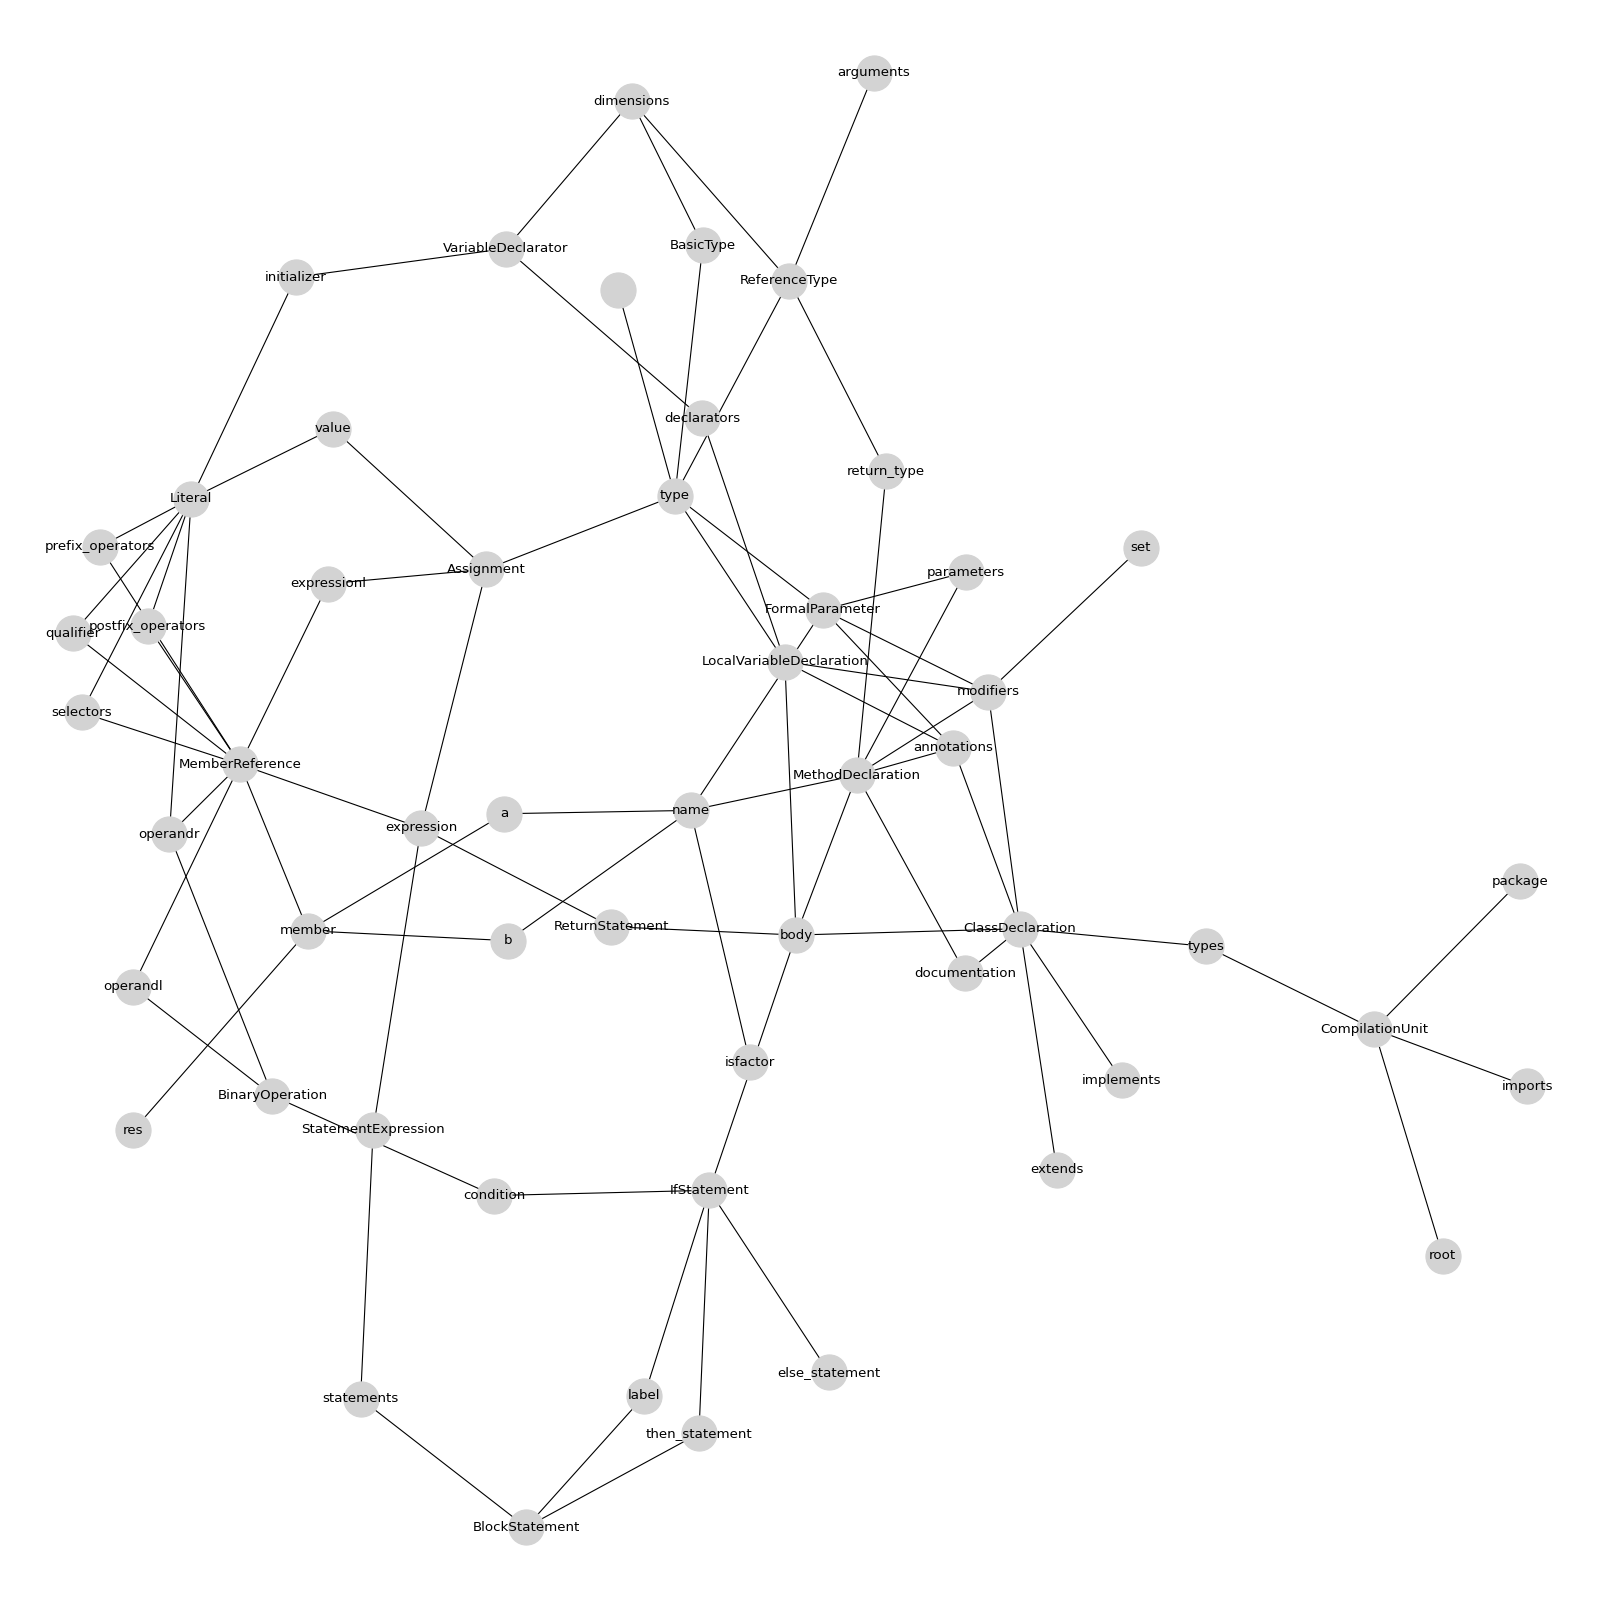 arguments
dimensions
VariableDeclarator
BasicType
initializer
ReferenceType
declarators
value
return_type
Literal
type
prefix_operators
set
Assignment
expressionl
parameters
FormalParameter
qualifier
postfix_operators
LocalVariableDeclaration
modifiers
selectors
annotations
MemberReference
MethodDeclaration
name
a
expression
operandr
package
member
b
ReturnStatement
body
ClassDeclaration
types
documentation
operandl
CompilationUnit
isfactor
implements
imports
BinaryOperation
res
StatementExpression
extends
condition
IfStatement
root
else_statement
statements
label
then_statement
BlockStatement